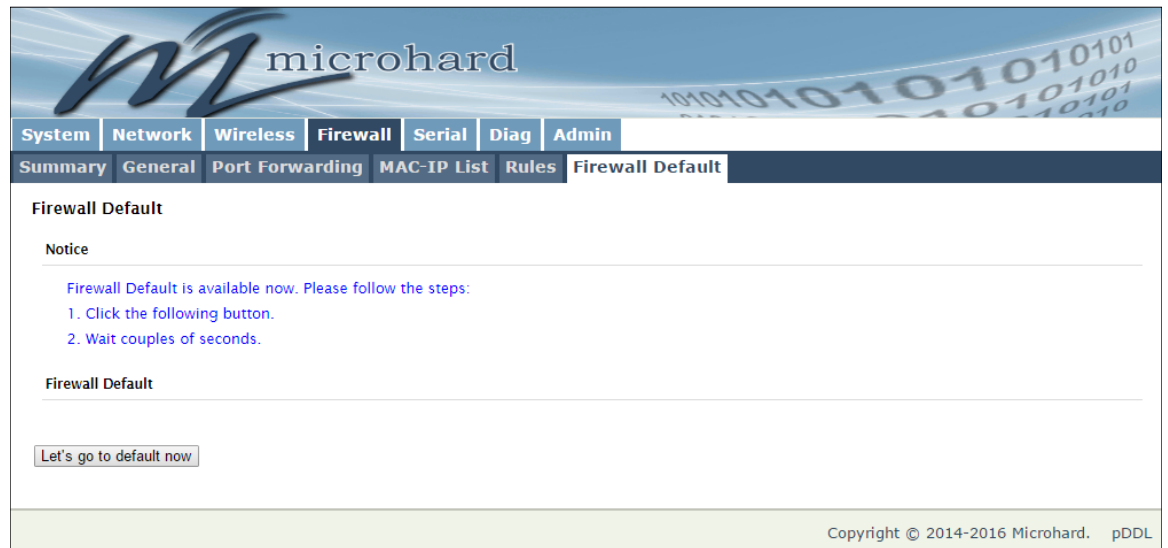 microhard
101010101010101
System Network Wireless Firewall Serial Diag Admin
Summary General Port Forwarding MAC-IP List Rules Firewall Default
Firewall Default
Notice
Firewall Default is available now. Please follow the steps:
1. Click the following button.
2. Wait couples of seconds.
Firewall Default
Let's go to default now
Copyright © 2014-2016 Microhard. pDDL